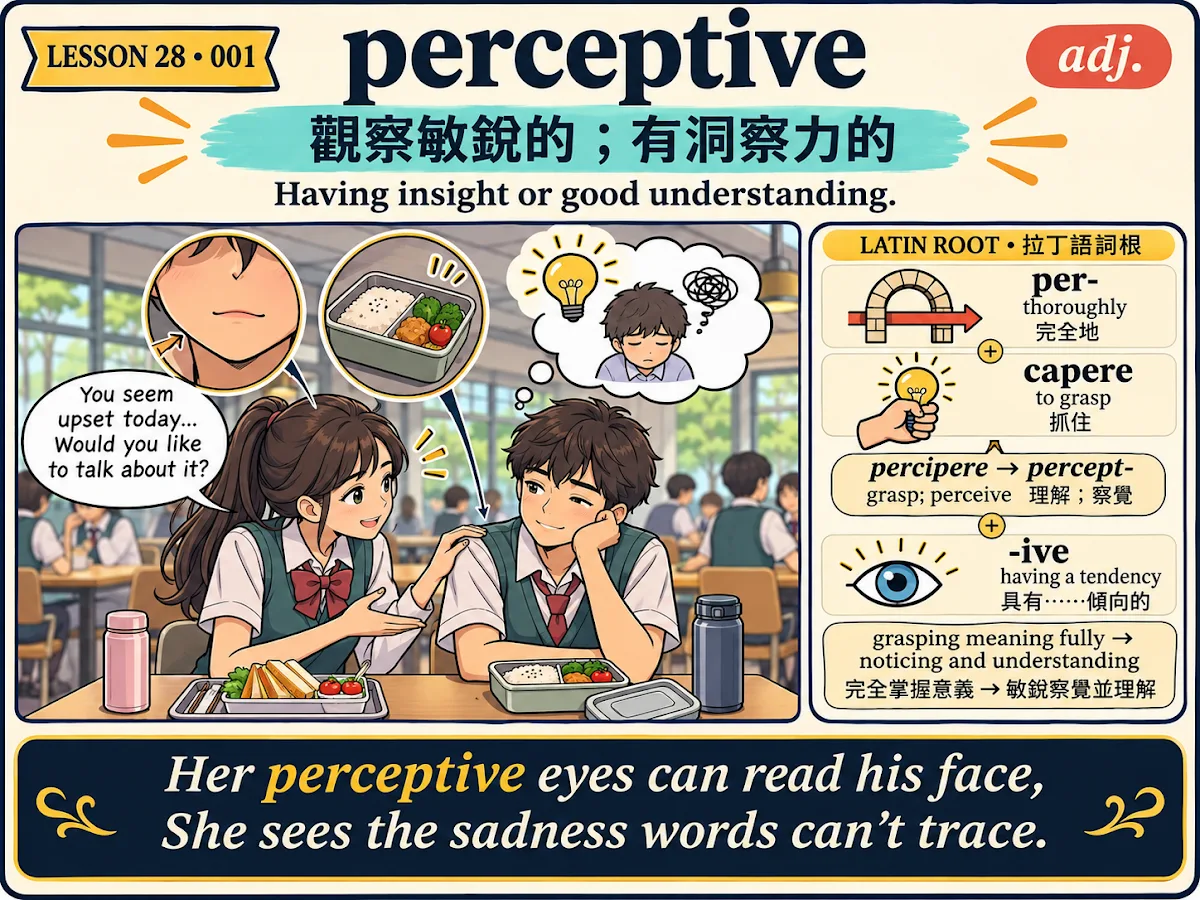 LESSON 28 • 001
perceptive
adj.
觀察敏銳的；有洞察力的
Having insight or good understanding.
You seem
upset today...
Would you like
to talk about it?
LATIN ROOT • 拉丁語詞根
per-
thoroughly
完全地
+
capere
to grasp
抓住
percipere → percept-
grasp; perceive 理解；察覺
+
-ive
having a tendency
具有……傾向的
grasping meaning fully →
noticing and understanding
完全掌握意義 → 敏銳察覺並理解
Her perceptive eyes can read his face,
She sees the sadness words can't trace.